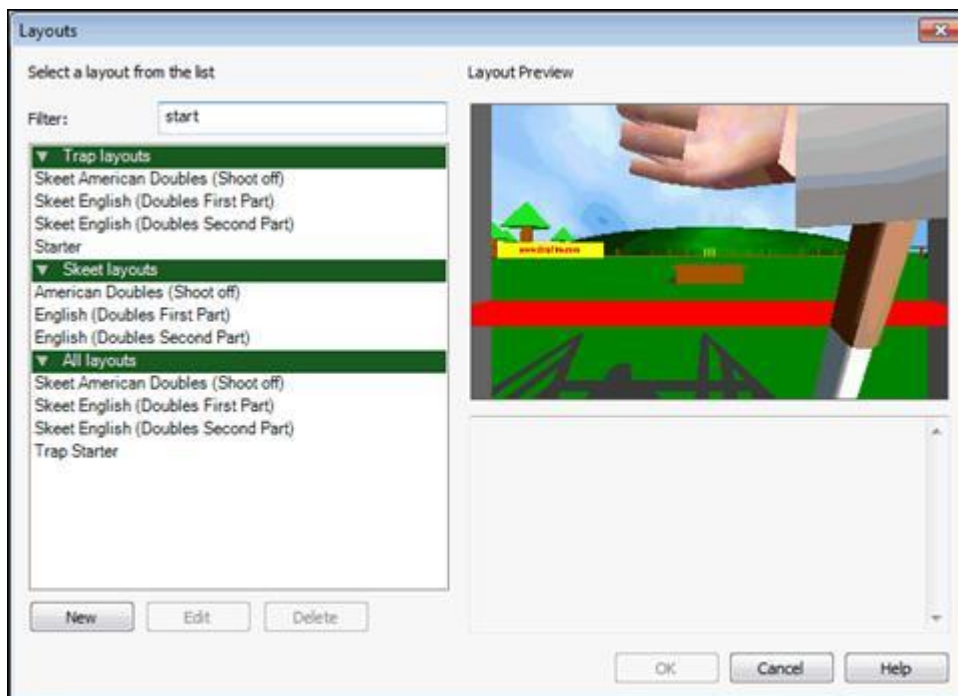 Layouts
Select a layout from the list
Filter:
start
Trap layouts
Skeet American Doubles (Shoot off)
Skeet English (Doubles First Part)
Skeet English (Doubles Second Part)
Starter
Skeet layouts
American Doubles (Shoot off)
English (Doubles First Part)
English (Doubles Second Part)
All layouts
Skeet American Doubles (Shoot off)
Skeet English (Doubles First Part)
Skeet English (Doubles Second Part)
Trap Starter
New
Edit
Delete
Layout Preview
OK
Cancel
Help